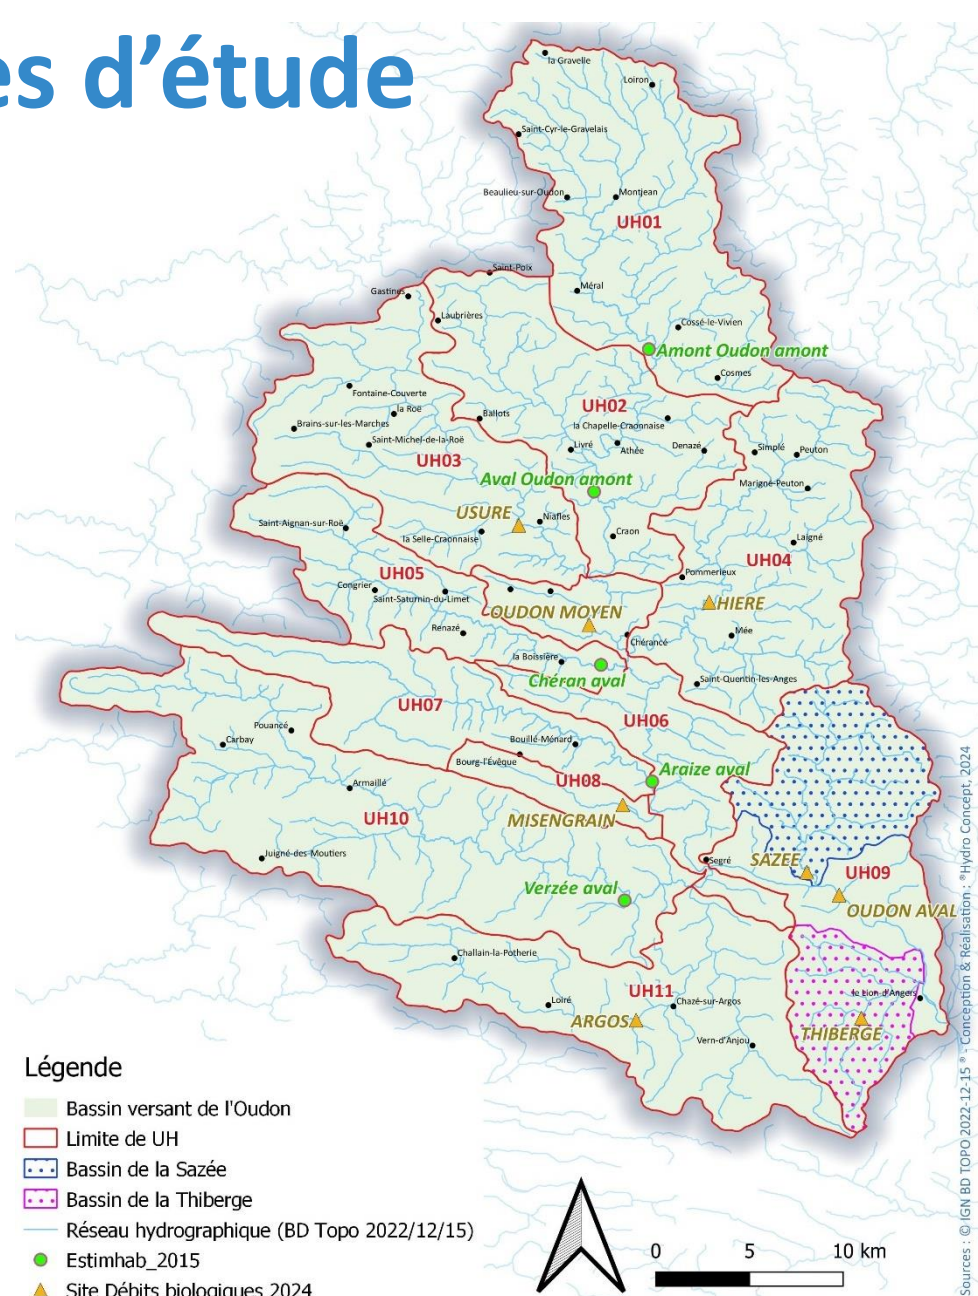 es d'étude
la Gravelle
Loiron
Saint-Cyr-le-Gravelais
Beaulieu-sur-Oudon
Montjean
UH01
Saint-Poix
Gastines
Méral
Laubrières
Cossé-le-Vivien
Amont Oudon amont
Cosmes
Fontaine-Couverte
la Roë
UH02
Ballots
la Chapelle-Craonnaise
Brains-sur-les-Marches
Saint-Michel-de-la-Roë
Livré
Athée
Denazé
Simplé
Peuton
UH03
Aval Oudon amont
Marigné-Peuton
USURE
Niafles
Saint-Aignan-sur-Roë
la Selle-Craonnaise
Craon
Laigné
UH04
UH05
Pommerieux
Congrier
Saint-Saturnin-du-Limet
OUDON MOYEN
HIERE
Renazé
Chérancé
Mée
la Boissière
Chéran aval
Saint-Quentin-les-Anges
UH07
UH06
Pouancé
Carbay
Bouillé-Ménard
Bourg-l'Évêque
Araize aval
UH08
Armaillé
MISENGRAIN
UH10
Juigné-des-Moutiers
Segré
SAZEE
UH09
Verzée aval
OUDON AVAL
Challain-la-Potherie
UH11
le Lion-d'Angers
Loiré
Chazé-sur-Argos
ARGOS
THIBERGE
Vern-d'Anjou
Légende
Bassin versant de l'Oudon
Limite de UH
Bassin de la Sazée
Bassin de la Thiberge
Réseau hydrographique (BD Topo 2022/12/15)
Estimhab_2015
Site Débits biologiques 2024
0 5 10 km
Sources : © IGN BD TOPO 2022-12-15 ® - Conception & Réalisation : ®Hydro Concept, 2024